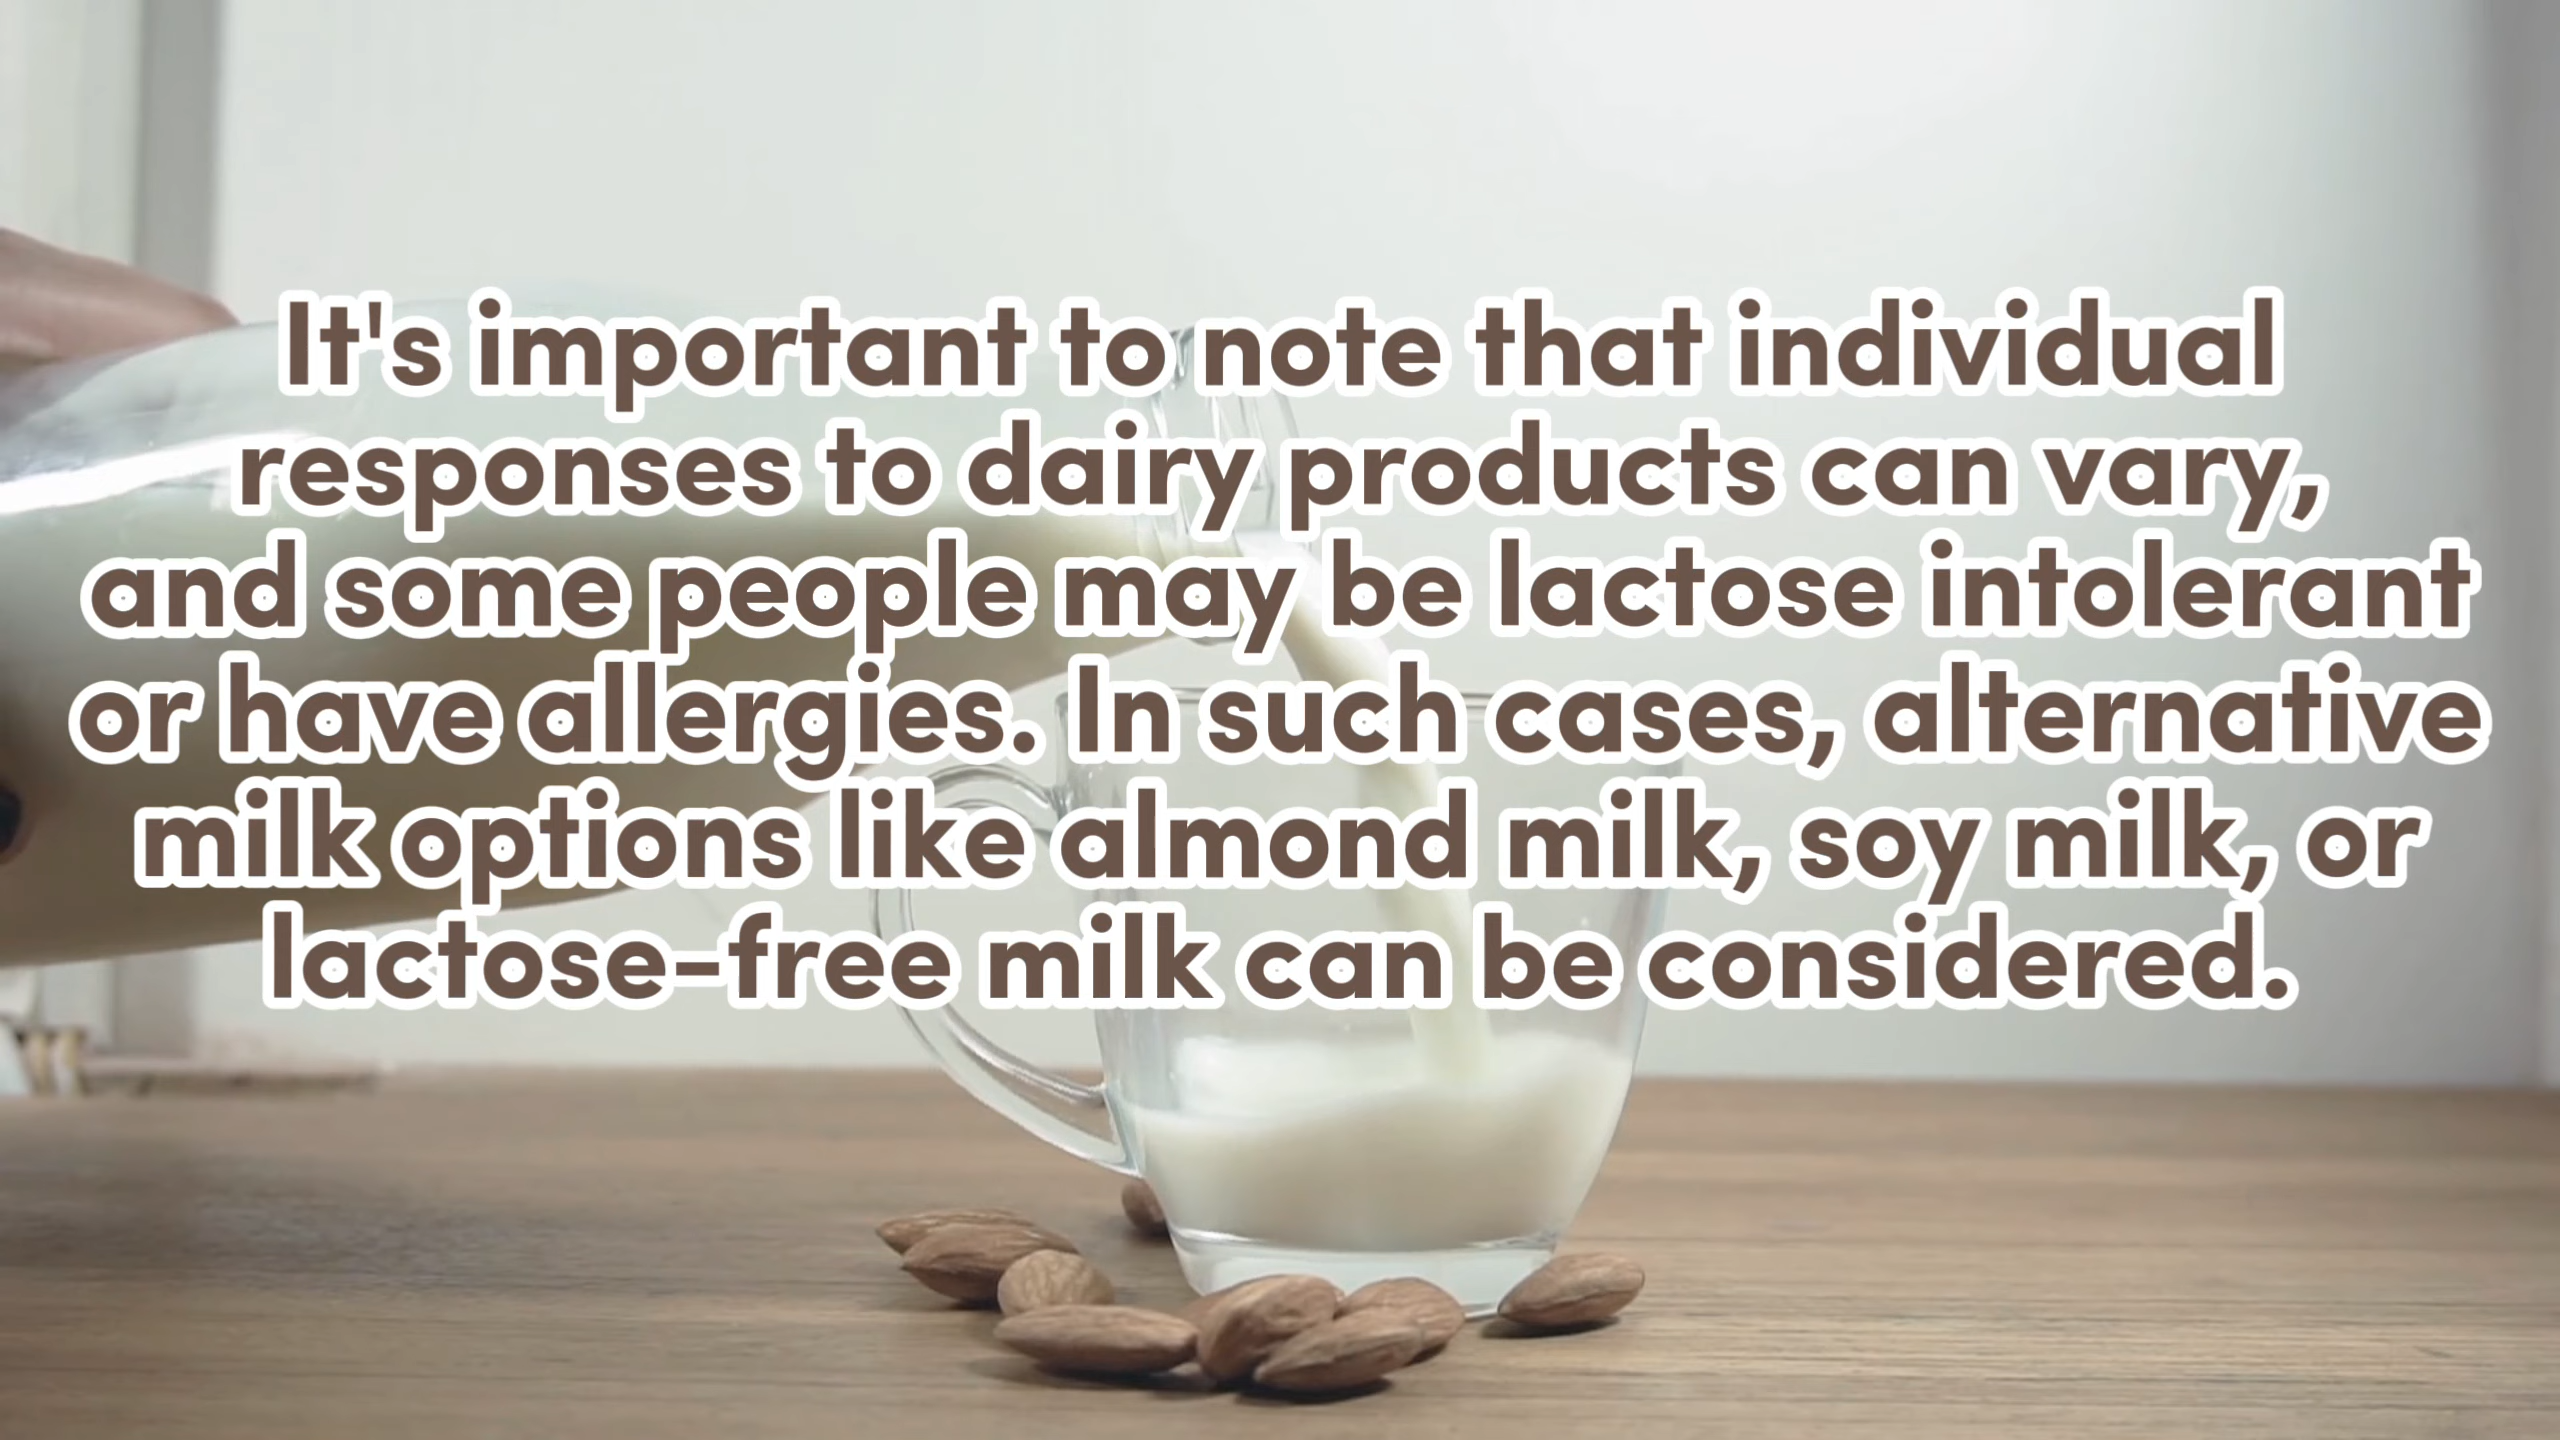 It's important to note that individual
responses to dairy products can vary,
and some people may be lactose intolerant
or have allergies. In such cases, alternative
milk options like almond milk, soy milk, or
lactose-free milk can be considered.